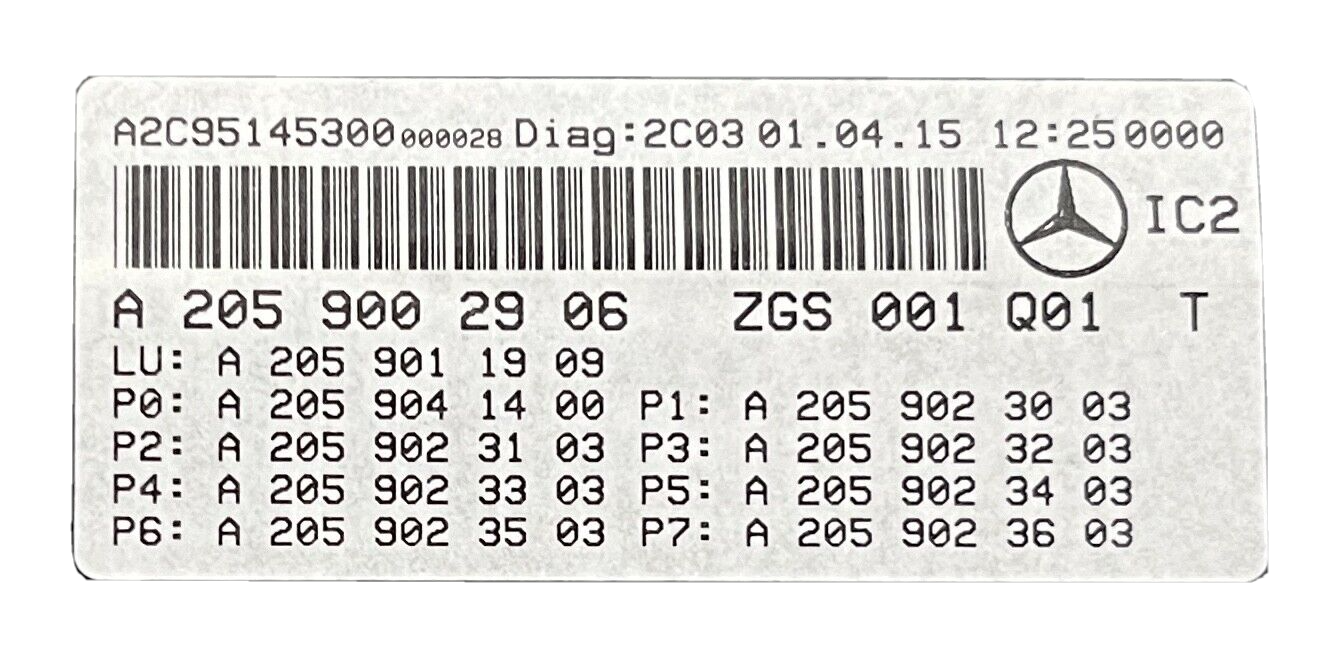 A2C95145300000028 Diag:2C03 01.04.15 12:25 0000
IC2
A 205 900 29 06 ZGS 001 Q01 T
LU: A 205 901 19 09
P0: A 205 904 14 00 P1: A 205 902 30 03
P2: A 205 902 31 03 P3: A 205 902 32 03
P4: A 205 902 33 03 P5: A 205 902 34 03
P6: A 205 902 35 03 P7: A 205 902 36 03